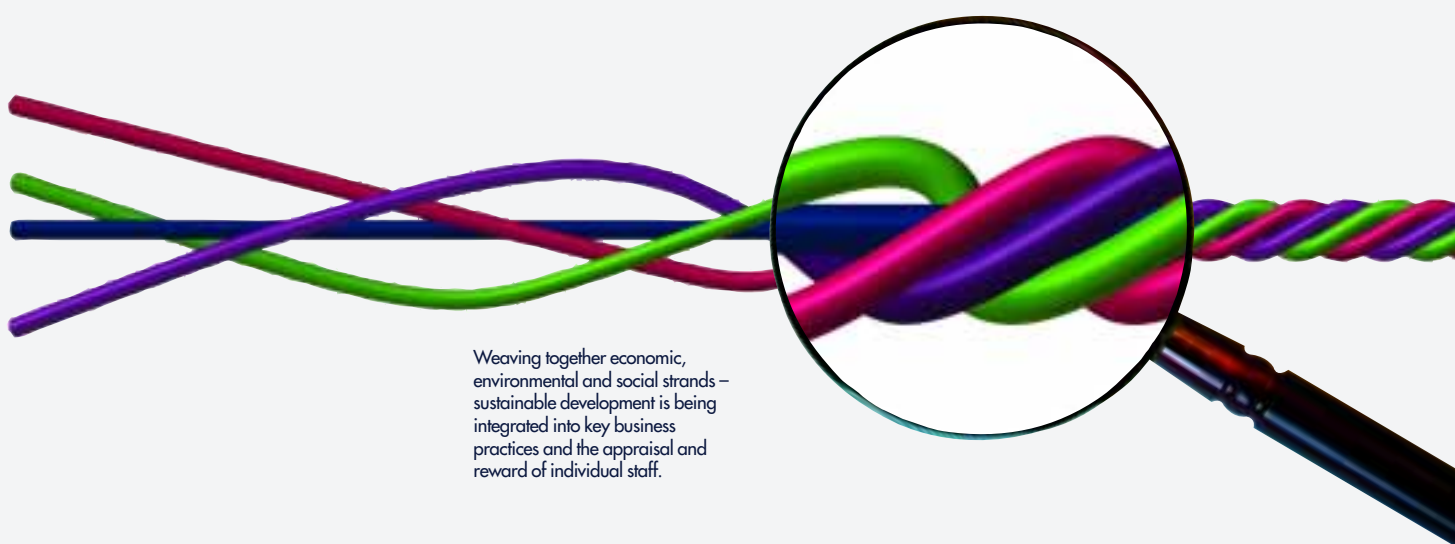 Weaving together economic,
environmental and social strands –
sustainable development is being
integrated into key business
practices and the appraisal and
reward of individual staff.